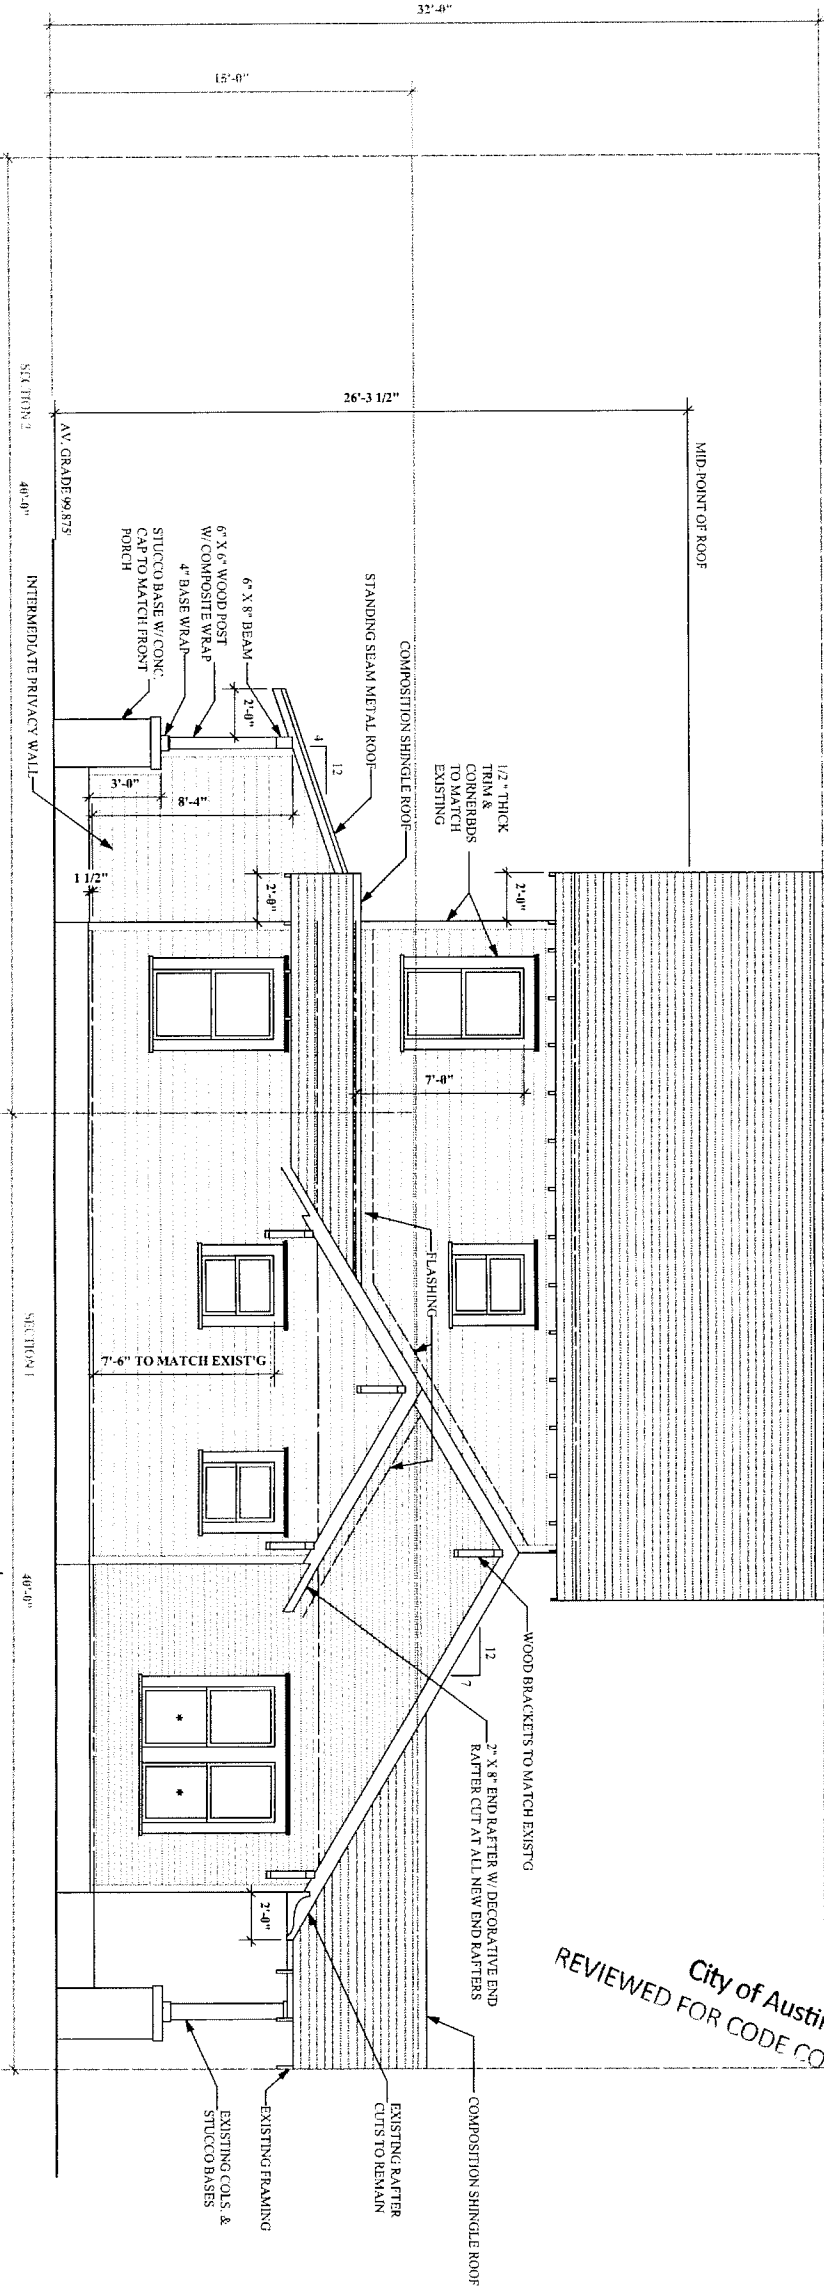 32'-0"
15'-0"
SECTION 2
40'-0"
SECTION 1
40'-0"
26'-3 1/2"
MID-POINT OF ROOF
AV. GRADE 99.875'
INTERMEDIATE PRIVACY WALL
STUCCO BASE W/ CONC.
CAP TO MATCH FRONT
PORCH
4" BASE WRAP
6" X 6" WOOD POST
W/ COMPOSITE WRAP
6" X 8" BEAM
STANDING SEAM METAL ROOF
COMPOSITION SHINGLE ROOF
1/2" THICK
TRIM &
CORNERBDS
TO MATCH
EXISTING
2'-0"
4
12
3'-0"
8'-4"
1 1/2"
2'-0"
2'-0"
7'-0"
FLASHING
7'-6" TO MATCH EXIST'G
WOOD BRACKETS TO MATCH EXIST'G
12
7
2" X 8" END RAFTER W/ DECORATIVE END
RAFTER CUT AT ALL NEW END RAFTERS
2'-0"
COMPOSITION SHINGLE ROOF
EXISTING RAFTER
CUTS TO REMAIN
EXISTING FRAMING
EXISTING COLS. &
STUCCO BASES
City of Austin
REVIEWED FOR CODE CO